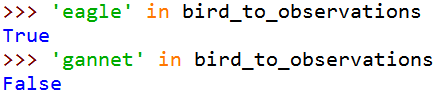 >>> 'eagle' in bird_to_observations
True
>>> 'gannet' in bird_to_observations
False